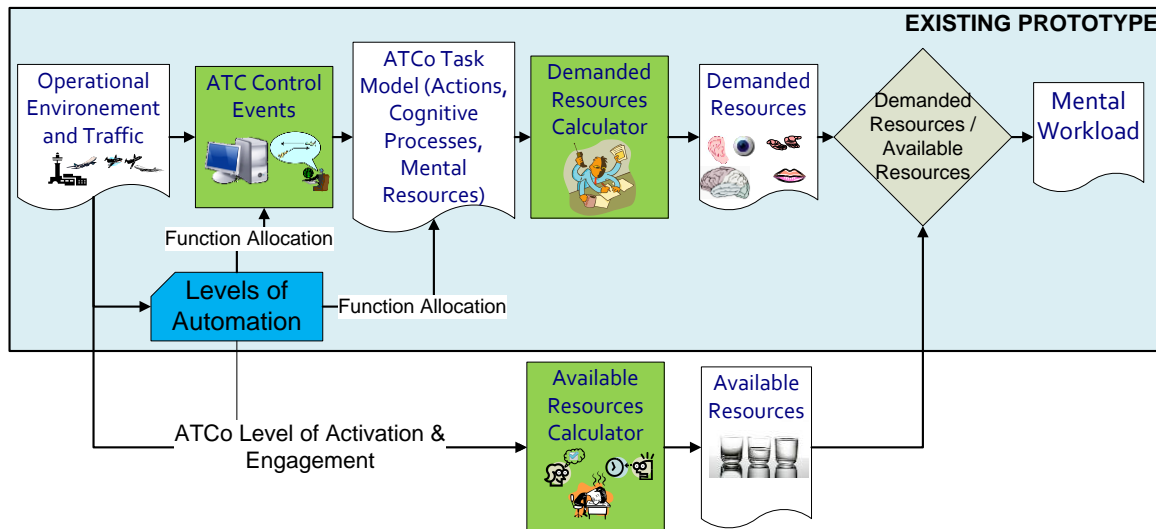 EXISTING PROTOTYPE
Operational
Environement
and Traffic
ATC Control
Events
ATCo Task
Model (Actions,
Cognitive
Processes,
Mental
Resources)
Demanded
Resources
Calculator
Demanded
Resources
Demanded
Resources /
Available
Resources
Mental
Workload
Function Allocation
Levels of
Automation
Function Allocation
ATCo Level of Activation &
Engagement
Available
Resources
Calculator
Available
Resources